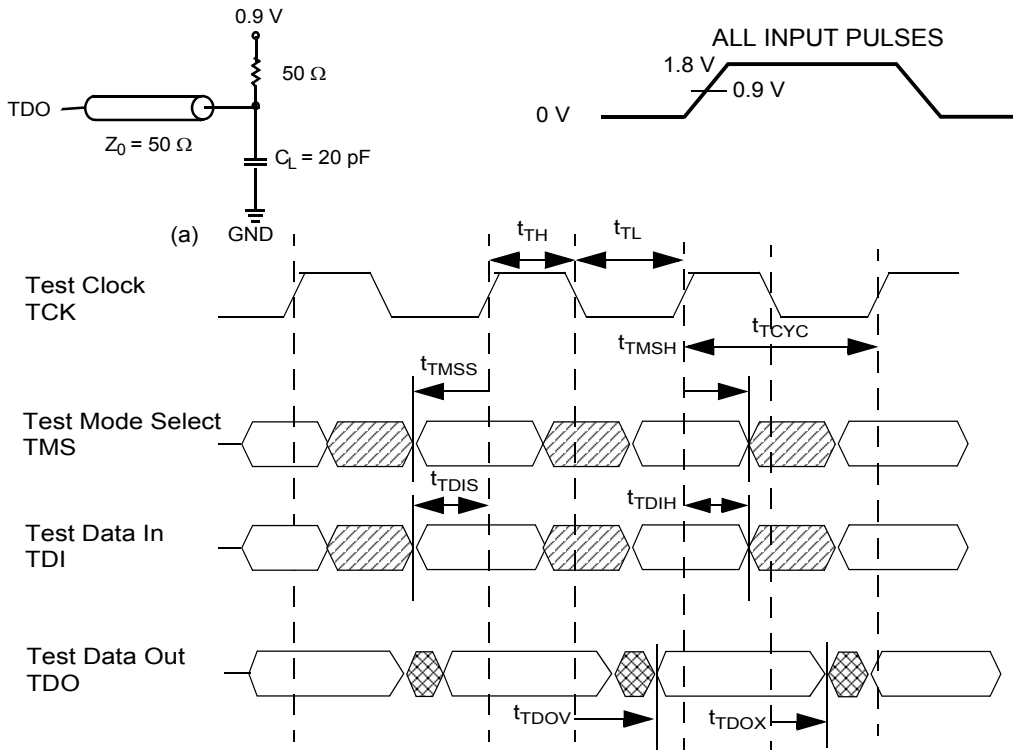 0.9 V
50 Ω
TDO
Z0 = 50 Ω
CL = 20 pF
(a)
GND
ALL INPUT PULSES
1.8 V
0.9 V
0 V
tTH
tTL
Test Clock
TCK
tTCYC
tTMSH
tTMSS
Test Mode Select
TMS
tTDIS
tTDIH
Test Data In
TDI
Test Data Out
TDO
tTDOV
tTDOX